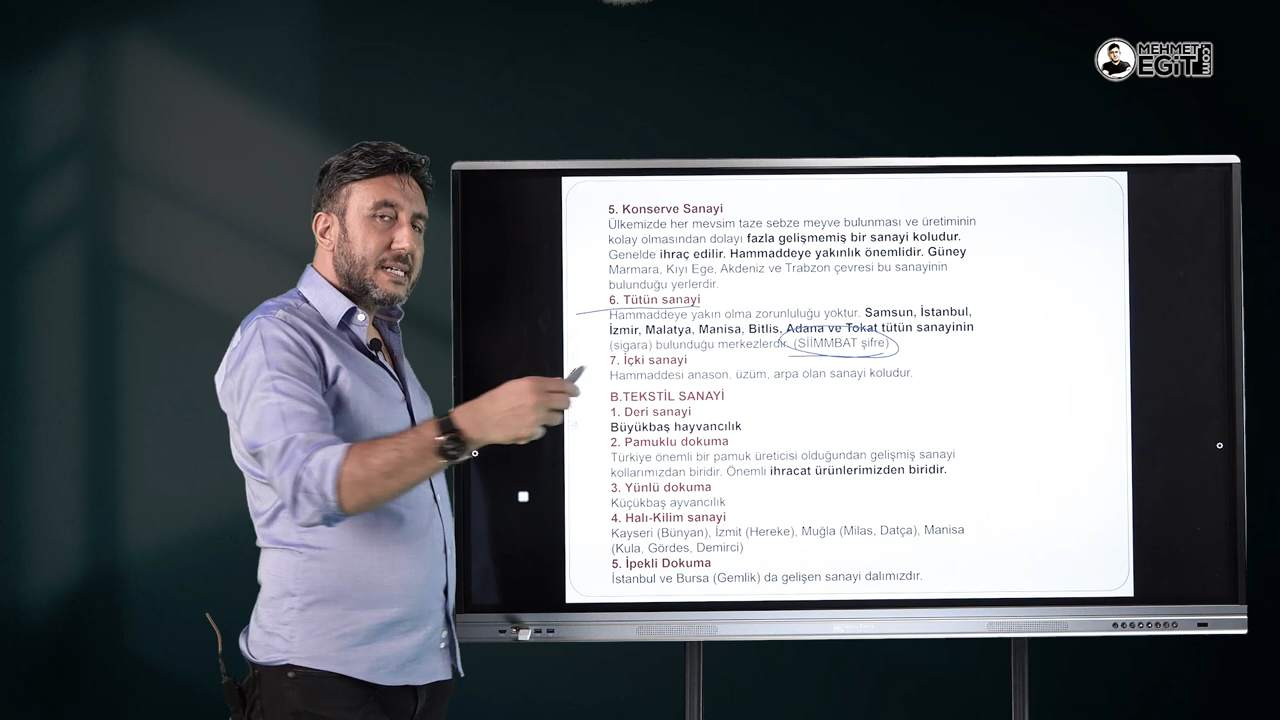 MEHMET
EGİT
.com
5. Konserve Sanayi
Ülkemizde her mevsim taze sebze meyve bulunması ve üretiminin
kolay olmasından dolayı fazla gelişmemiş bir sanayi koludur.
Genelde ihraç edilir. Hammaddeye yakınlık önemlidir. Güney
Marmara, Kıyı Ege, Akdeniz ve Trabzon çevresi bu sanayinin
bulunduğu yerlerdir.
6. Tütün sanayi
Hammaddeye yakın olma zorunluluğu yoktur. Samsun, İstanbul,
İzmir, Malatya, Manisa, Bitlis, Adana ve Tokat tütün sanayinin
(sigara) bulunduğu merkezlerdir. (SİİMMBAT şifre)
7. İçki sanayi
Hammaddesi anason, üzüm, arpa olan sanayi koludur.
B.TEKSTİL SANAYİ
1. Deri sanayi
Büyükbaş hayvancılık
2. Pamuklu dokuma
Türkiye önemli bir pamuk üreticisi olduğundan gelişmiş sanayi
kollarımızdan biridir. Önemli ihracat ürünlerimizden biridir.
3. Yünlü dokuma
Küçükbaş ayvancılık
4. Halı-Kilim sanayi
Kayseri (Bünyan), İzmit (Hereke), Muğla (Milas, Datça), Manisa
(Kula, Gördes, Demirci)
5. İpekli Dokuma
İstanbul ve Bursa (Gemlik) da gelişen sanayi dalımızdır.